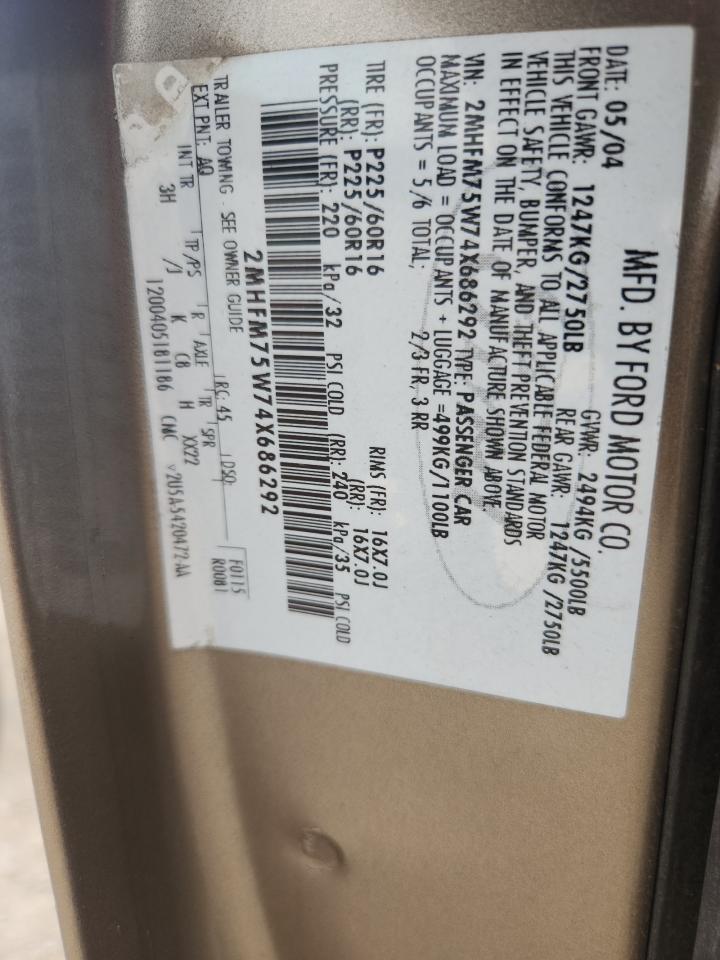 MFD. BY FORD MOTOR CO.
DATE: 05/04 GVWR: 2494KG/5500LB
FRONT GAWR: 1247KG/2750LB REAR GAWR: 1247KG/2750LB
THIS VEHICLE CONFORMS TO ALL APPLICABLE FEDERAL MOTOR
VEHICLE SAFETY, BUMPER, AND THEFT PREVENTION STANDARDS
IN EFFECT ON THE DATE OF MANUFACTURE SHOWN ABOVE.
VIN: 2MHFM75W74X686292 TYPE: PASSENGER CAR
MAXIMUM LOAD = OCCUPANTS + LUGGAGE =499KG/1100LB
OCCUPANTS = 5/6 TOTAL, 2/3 FR, 3 RR
TIRE (FR): P225/60R16 RIMS (FR): 16X7.0J
(RR): P225/60R16 (RR): 16X7.0J
PRESSURE (FR): 220 kPa/32 PSI COLD (RR): 240 kPa/35 PSI COLD
2MHFM75W74X686292
TRAILER TOWING - SEE OWNER GUIDE
EXT PNT: AQ RC: 45 DSO: F0115
R0081
INT TR TP/PS R AXLE TR SPR
3H /J K C8 H XX22
1200405181186 CMC V2U5A5420472AA